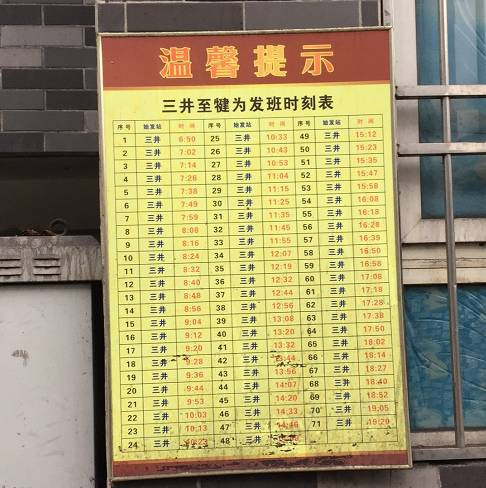 温馨提示
三井至犍为发班时刻表
序号 始发站 时间 序号 始发站 时间 序号 始发站 时间
1 三井 6:50 25 三井 10:33 49 三井 15:12
2 三井 7:02 26 三井 10:43 50 三井 15:23
3 三井 7:14 27 三井 10:53 51 三井 15:35
4 三井 7:26 28 三井 11:04 52 三井 15:47
5 三井 7:38 29 三井 11:15 53 三井 15:58
6 三井 7:49 30 三井 11:25 54 三井 16:08
7 三井 7:59 31 三井 11:35 55 三井 16:18
8 三井 8:08 32 三井 11:45 56 三井 16:28
9 三井 8:16 33 三井 11:55 57 三井 16:39
10 三井 8:24 34 三井 12:07 58 三井 16:50
11 三井 8:32 35 三井 12:19 59 三井 16:58
12 三井 8:40 36 三井 12:32 60 三井 17:08
13 三井 8:48 37 三井 12:44 61 三井 17:18
14 三井 8:56 38 三井 12:56 62 三井 17:28
15 三井 9:04 39 三井 13:08 63 三井 17:38
16 三井 9:12 40 三井 13:20 64 三井 17:50
17 三井 9:20 41 三井 13:32 65 三井 18:02
18 三井 9:28 42 三井 13:44 66 三井 18:14
19 三井 9:36 43 三井 13:56 67 三井 18:27
20 三井 9:44 44 三井 14:07 68 三井 18:40
21 三井 9:53 45 三井 14:20 69 三井 18:52
22 三井 10:03 46 三井 14:33 70 三井 19:05
23 三井 10:13 47 三井 14:46 71 三井 19:20
24 三井 10:23 48 三井